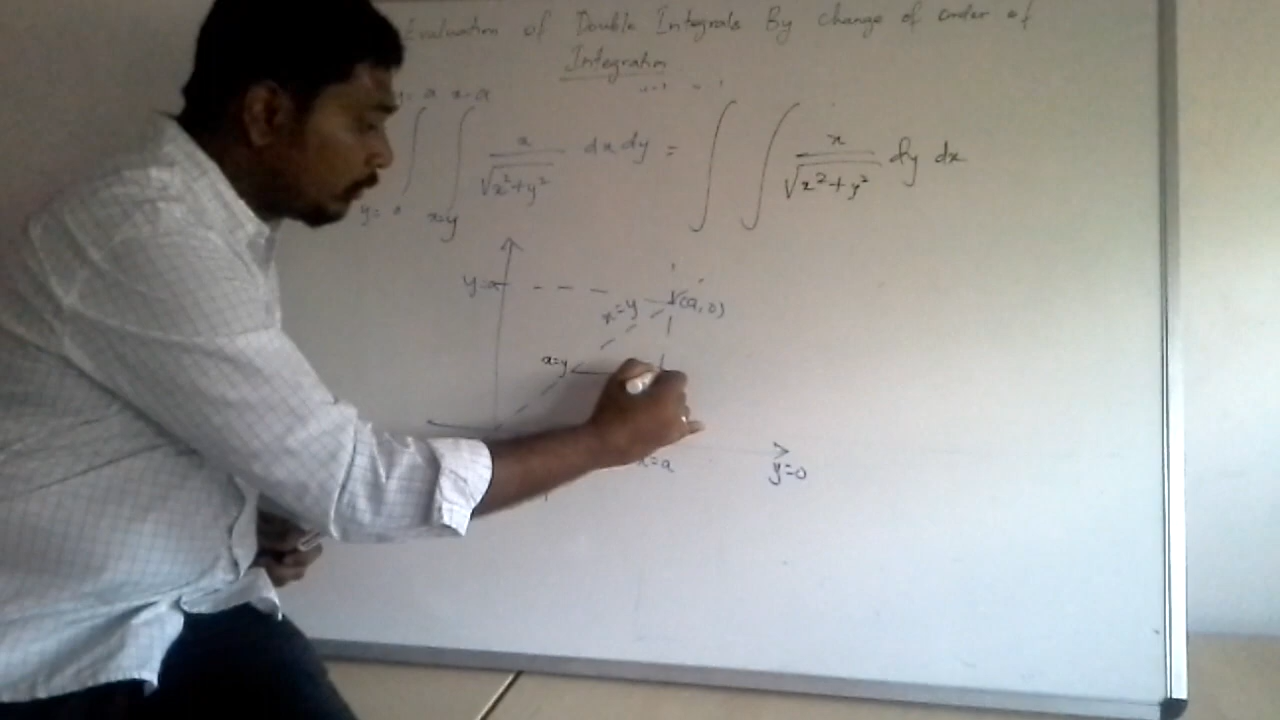 Evaluation of Double Integrals By change of order of
Integration
y=a x=a
∫ ∫ x/√x²+y² dx dy = ∫ ∫ x/√x²+y² dy dx
y=0 x=y
y=a
x=y (a,0)
x=y
x=a
y=0